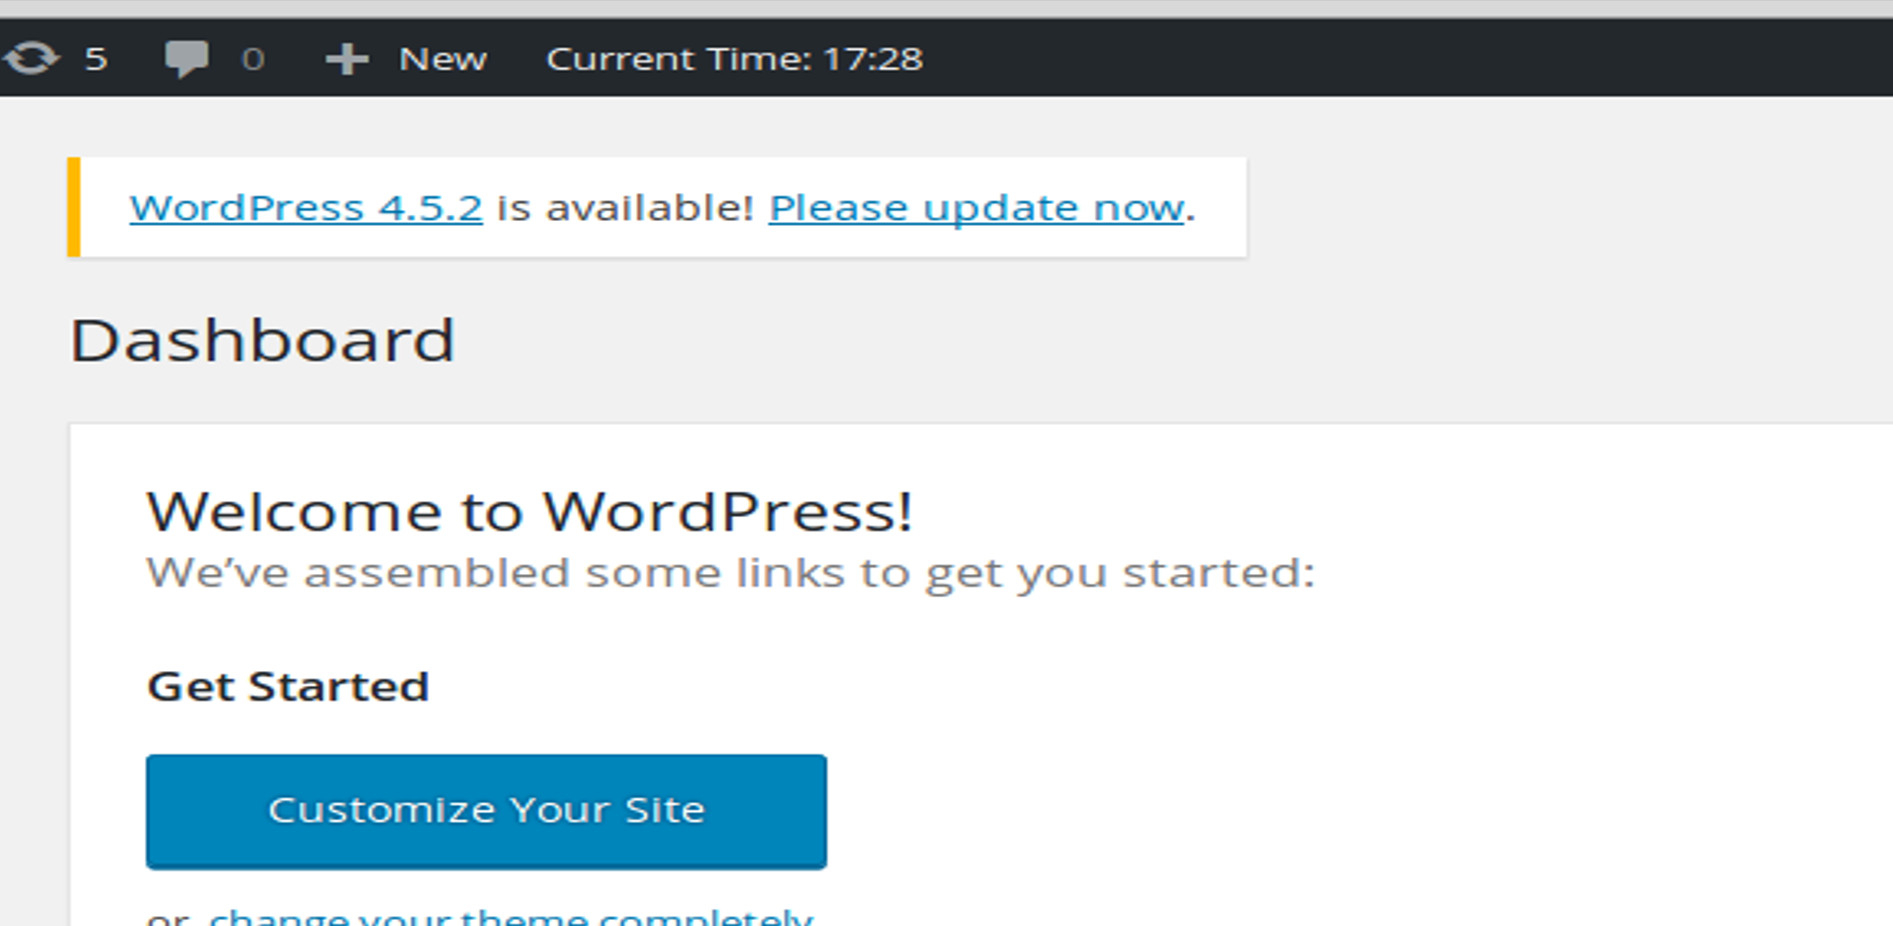 5 0 New Current Time: 17:28
WordPress 4.5.2 is available! Please update now.
Dashboard
Welcome to WordPress!
We’ve assembled some links to get you started:
Get Started
Customize Your Site
or, change your theme completely